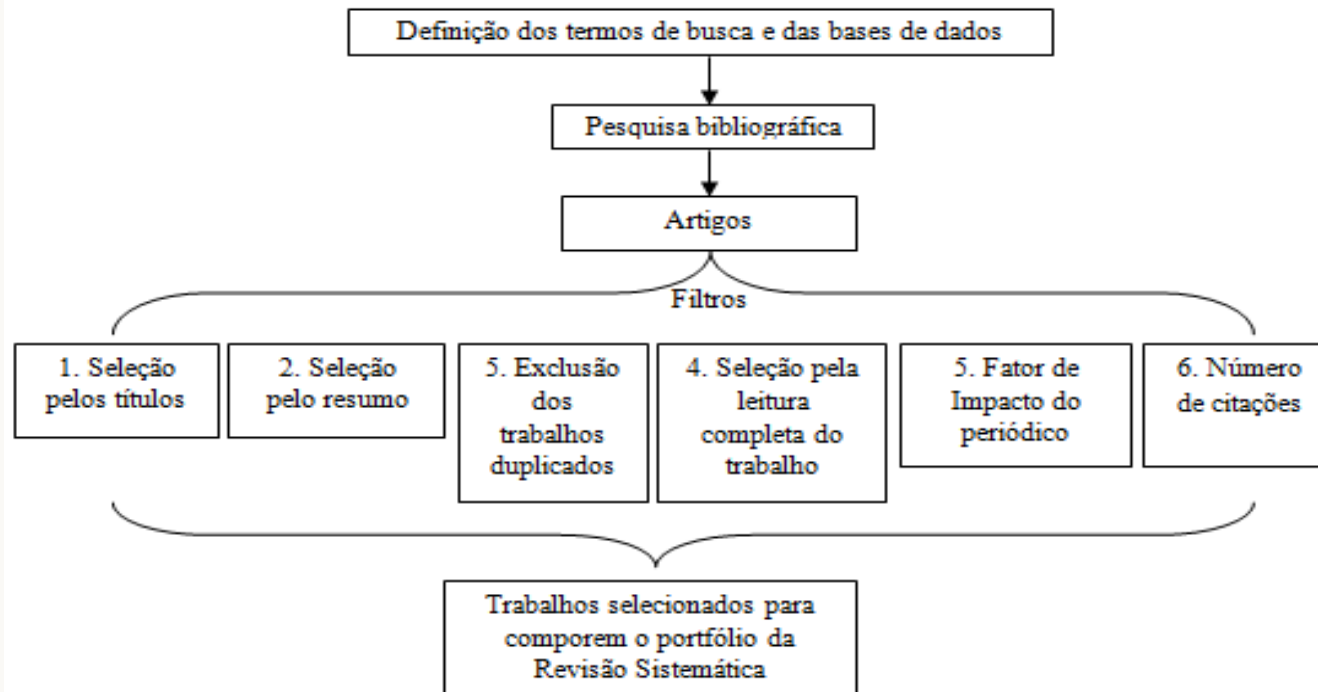 Definição dos termos de busca e das bases de dados
Pesquisa bibliográfica
Artigos
Filtros
1. Seleção
pelos títulos
2. Seleção
pelo resumo
5. Exclusão
dos
trabalhos
duplicados
4. Seleção pela
leitura
completa do
trabalho
5. Fator de
Impacto do
periódico
6. Número
de citações
Trabalhos selecionados para
comporem o portfólio da
Revisão Sistemática